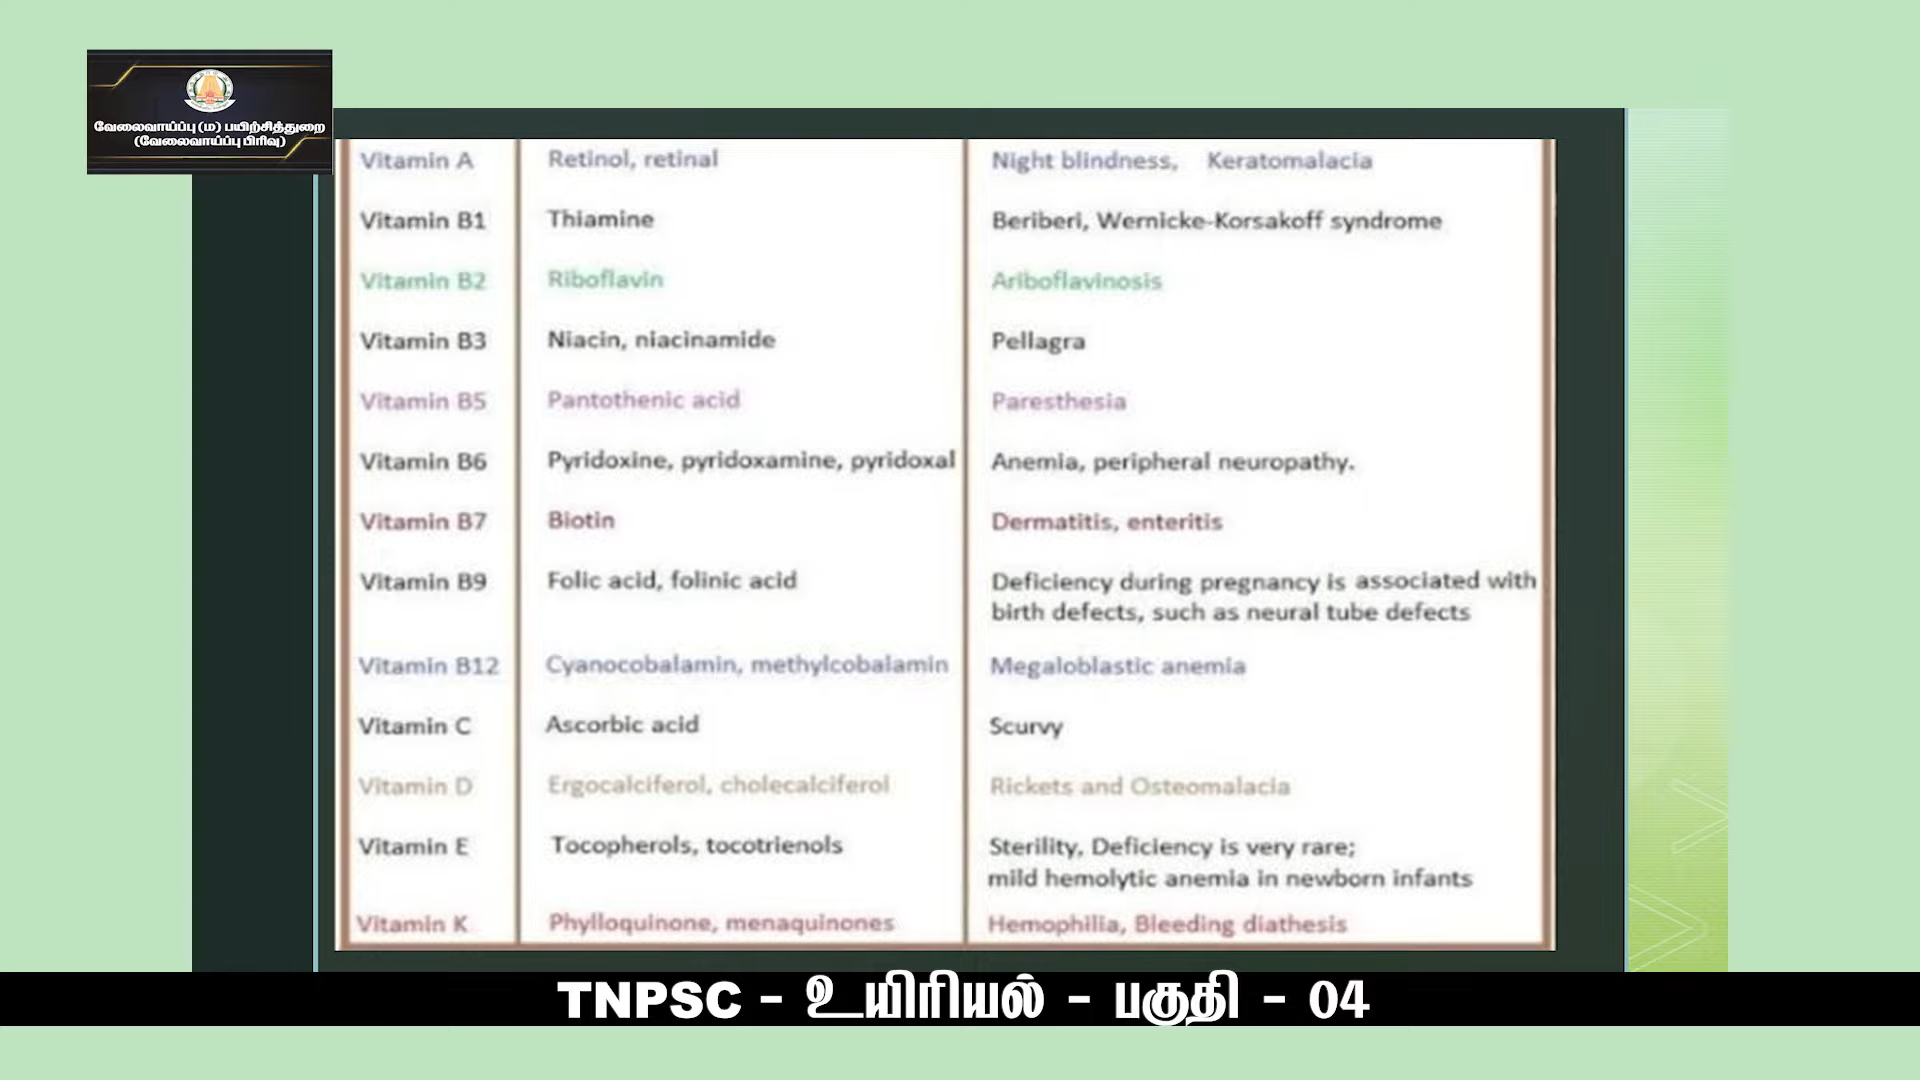 வேலைவாய்ப்பு (ம) பயிற்சித்துறை
(வேலைவாய்ப்பு பிரிவு)
Vitamin A Retinol, retinal Night blindness, Keratomalacia
Vitamin B1 Thiamine Beriberi, Wernicke-Korsakoff syndrome
Vitamin B2 Riboflavin Ariboflavinosis
Vitamin B3 Niacin, niacinamide Pellagra
Vitamin B5 Pantothenic acid Paresthesia
Vitamin B6 Pyridoxine, pyridoxamine, pyridoxal Anemia, peripheral neuropathy.
Vitamin B7 Biotin Dermatitis, enteritis
Vitamin B9 Folic acid, folinic acid Deficiency during pregnancy is associated with
birth defects, such as neural tube defects
Vitamin B12 Cyanocobalamin, methylcobalamin Megaloblastic anemia
Vitamin C Ascorbic acid Scurvy
Vitamin D Ergocalciferol, cholecalciferol Rickets and Osteomalacia
Vitamin E Tocopherols, tocotrienols Sterility, Deficiency is very rare;
mild hemolytic anemia in newborn infants
Vitamin K Phylloquinone, menaquinones Hemophilia, Bleeding diathesis
TNPSC - உயிரியல் - பகுதி - 04